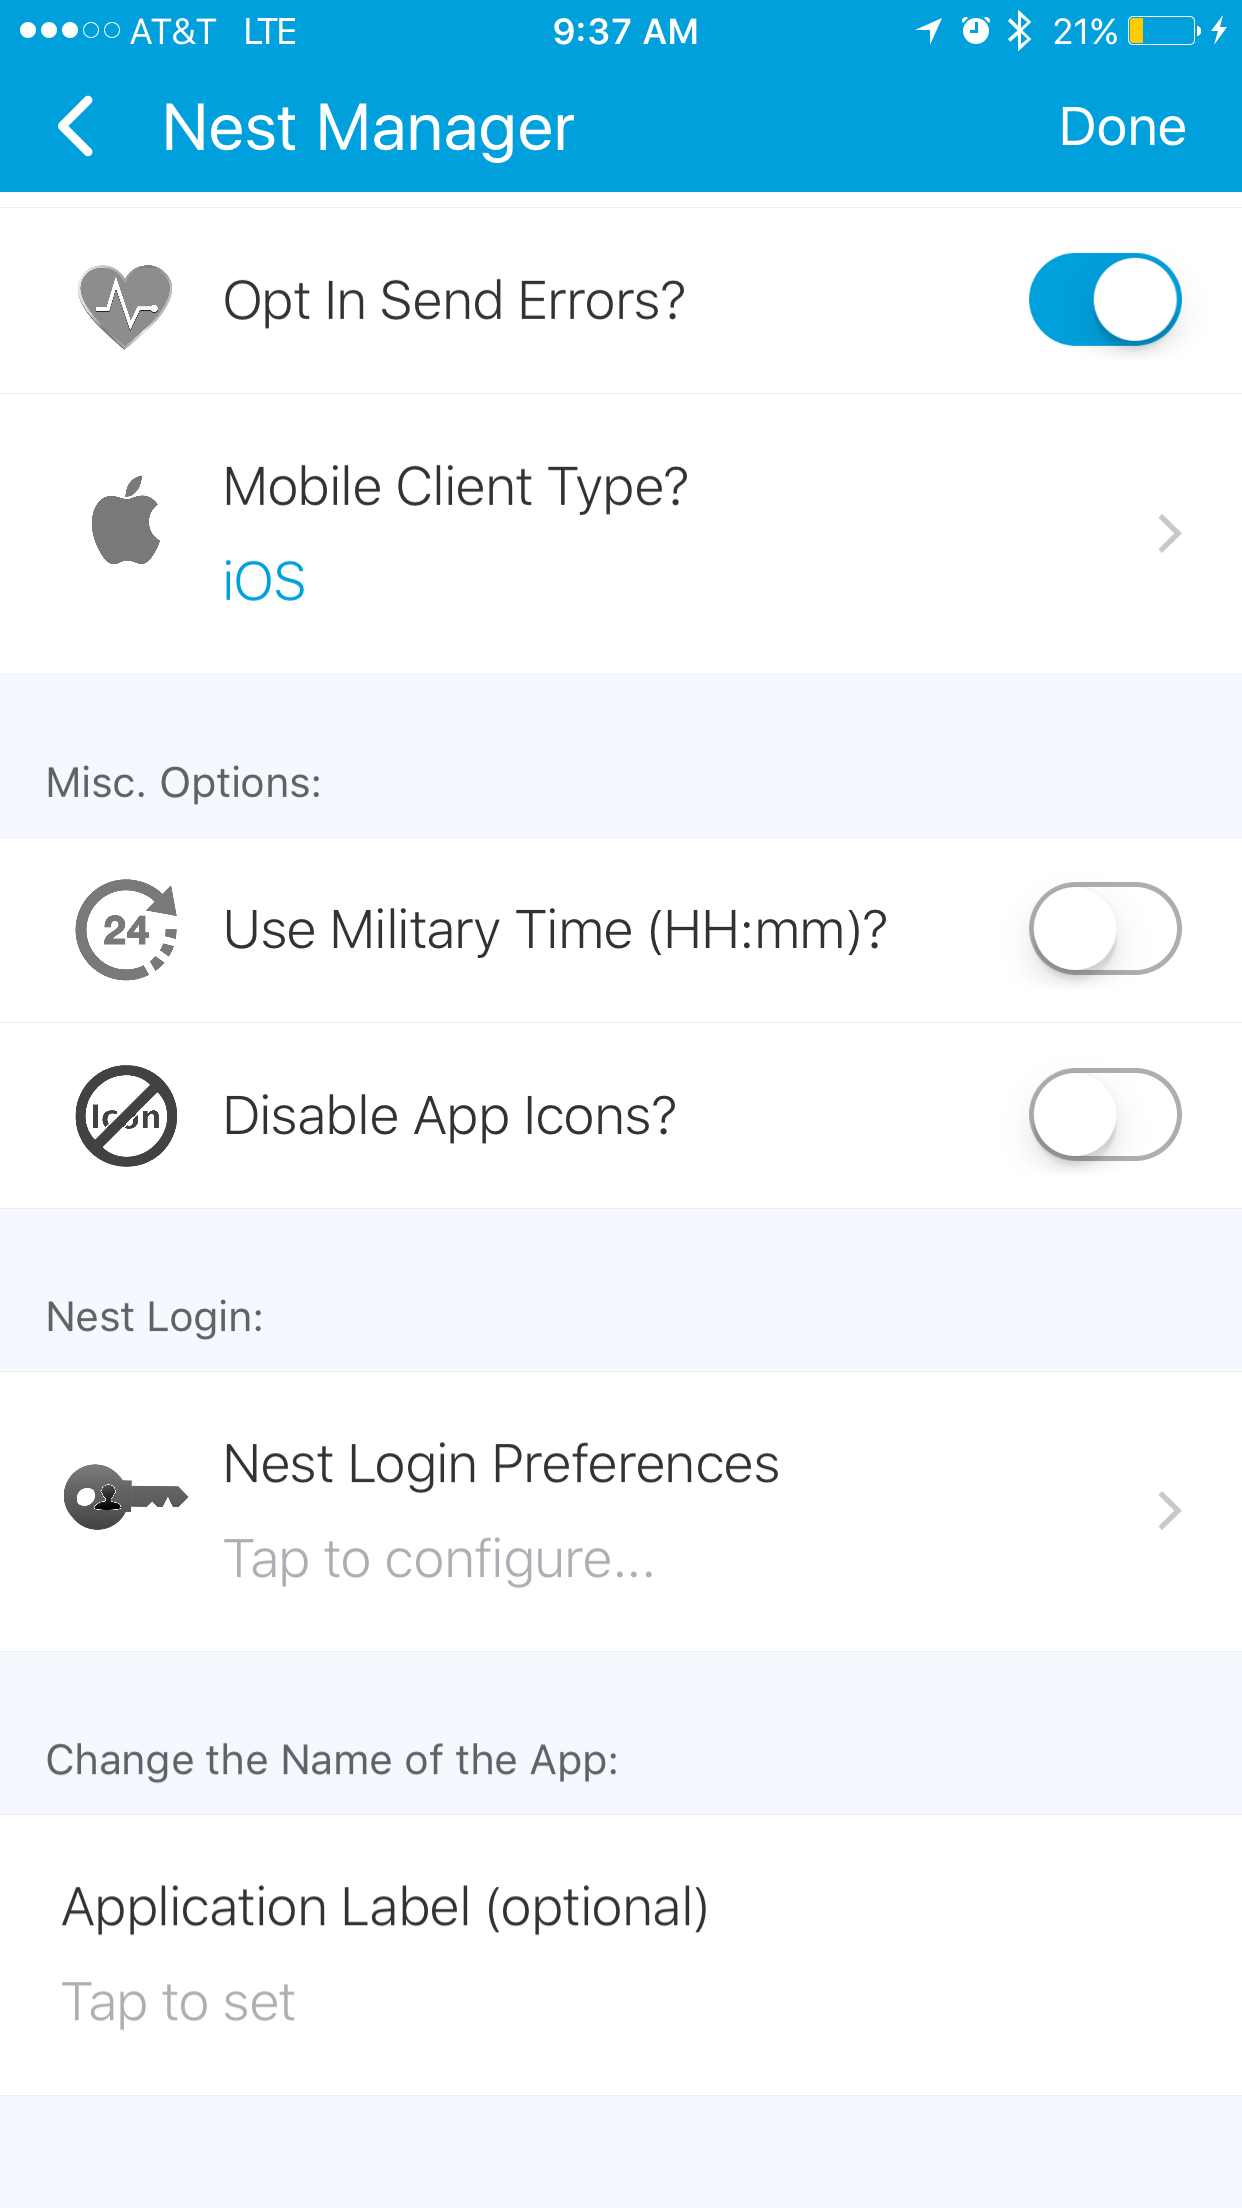 AT&T LTE 9:37 AM 21%
Nest Manager Done
Opt In Send Errors?
Mobile Client Type?
iOS
Misc. Options:
24 Use Military Time (HH:mm)?
Icon Disable App Icons?
Nest Login:
Nest Login Preferences
Tap to configure...
Change the Name of the App:
Application Label (optional)
Tap to set